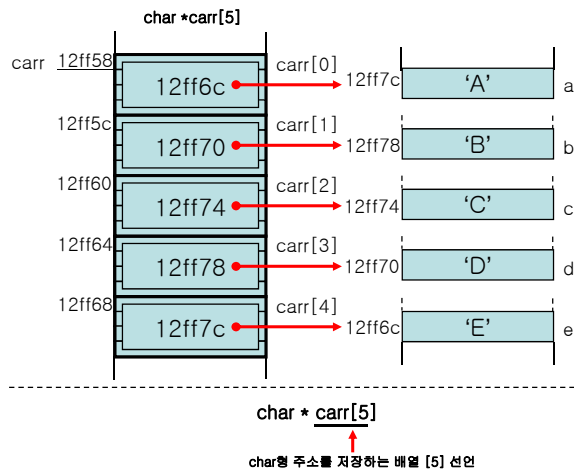 char *carr[5]
carr 12ff58 12ff6c carr[0] 12ff7c 'A' a
12ff5c 12ff70 carr[1] 12ff78 'B' b
12ff60 12ff74 carr[2] 12ff74 'C' c
12ff64 12ff78 carr[3] 12ff70 'D' d
12ff68 12ff7c carr[4] 12ff6c 'E' e
char * carr[5]
char형 주소를 저장하는 배열 [5] 선언